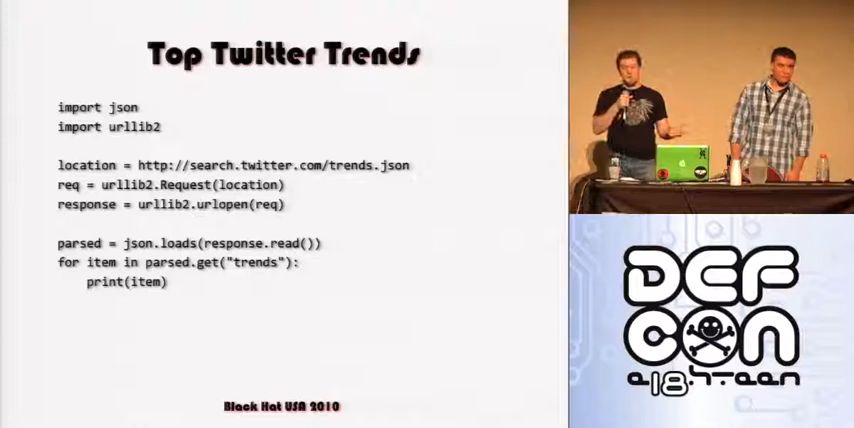 Top Twitter Trends
import json
import urllib2
location = http://search.twitter.com/trends.json
req = urllib2.Request(location)
response = urllib2.urlopen(req)
parsed = json.loads(response.read())
for item in parsed.get("trends"):
print(item)
Black Hat USA 2010
DEF
CON
e18h-teen